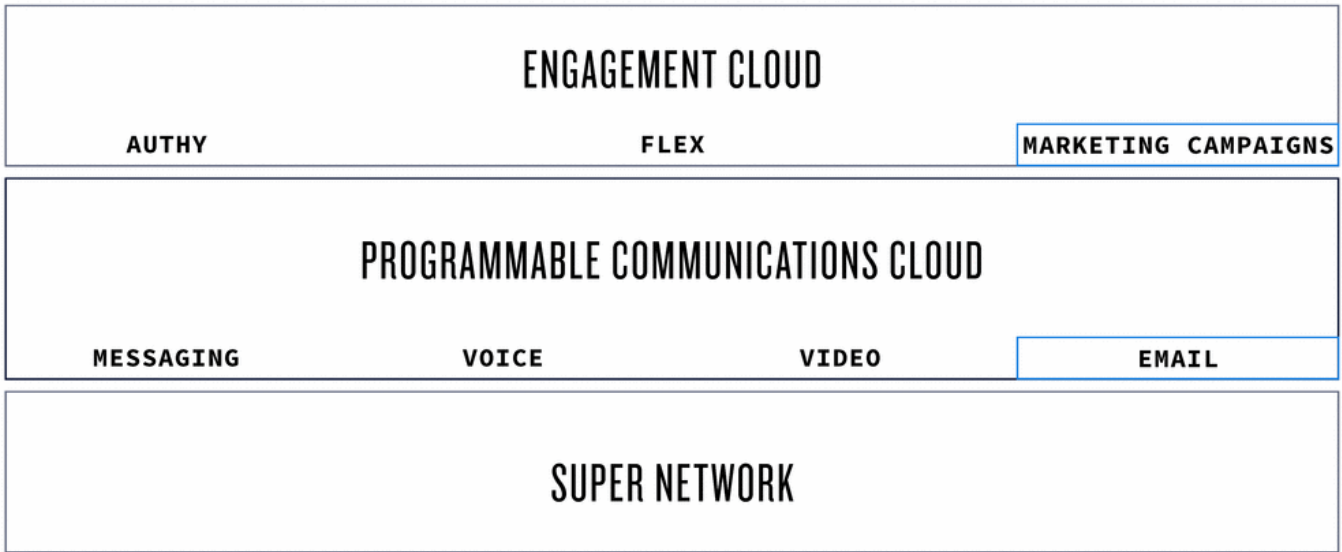 ENGAGEMENT CLOUD
AUTHY FLEX MARKETING CAMPAIGNS
PROGRAMMABLE COMMUNICATIONS CLOUD
MESSAGING VOICE VIDEO EMAIL
SUPER NETWORK